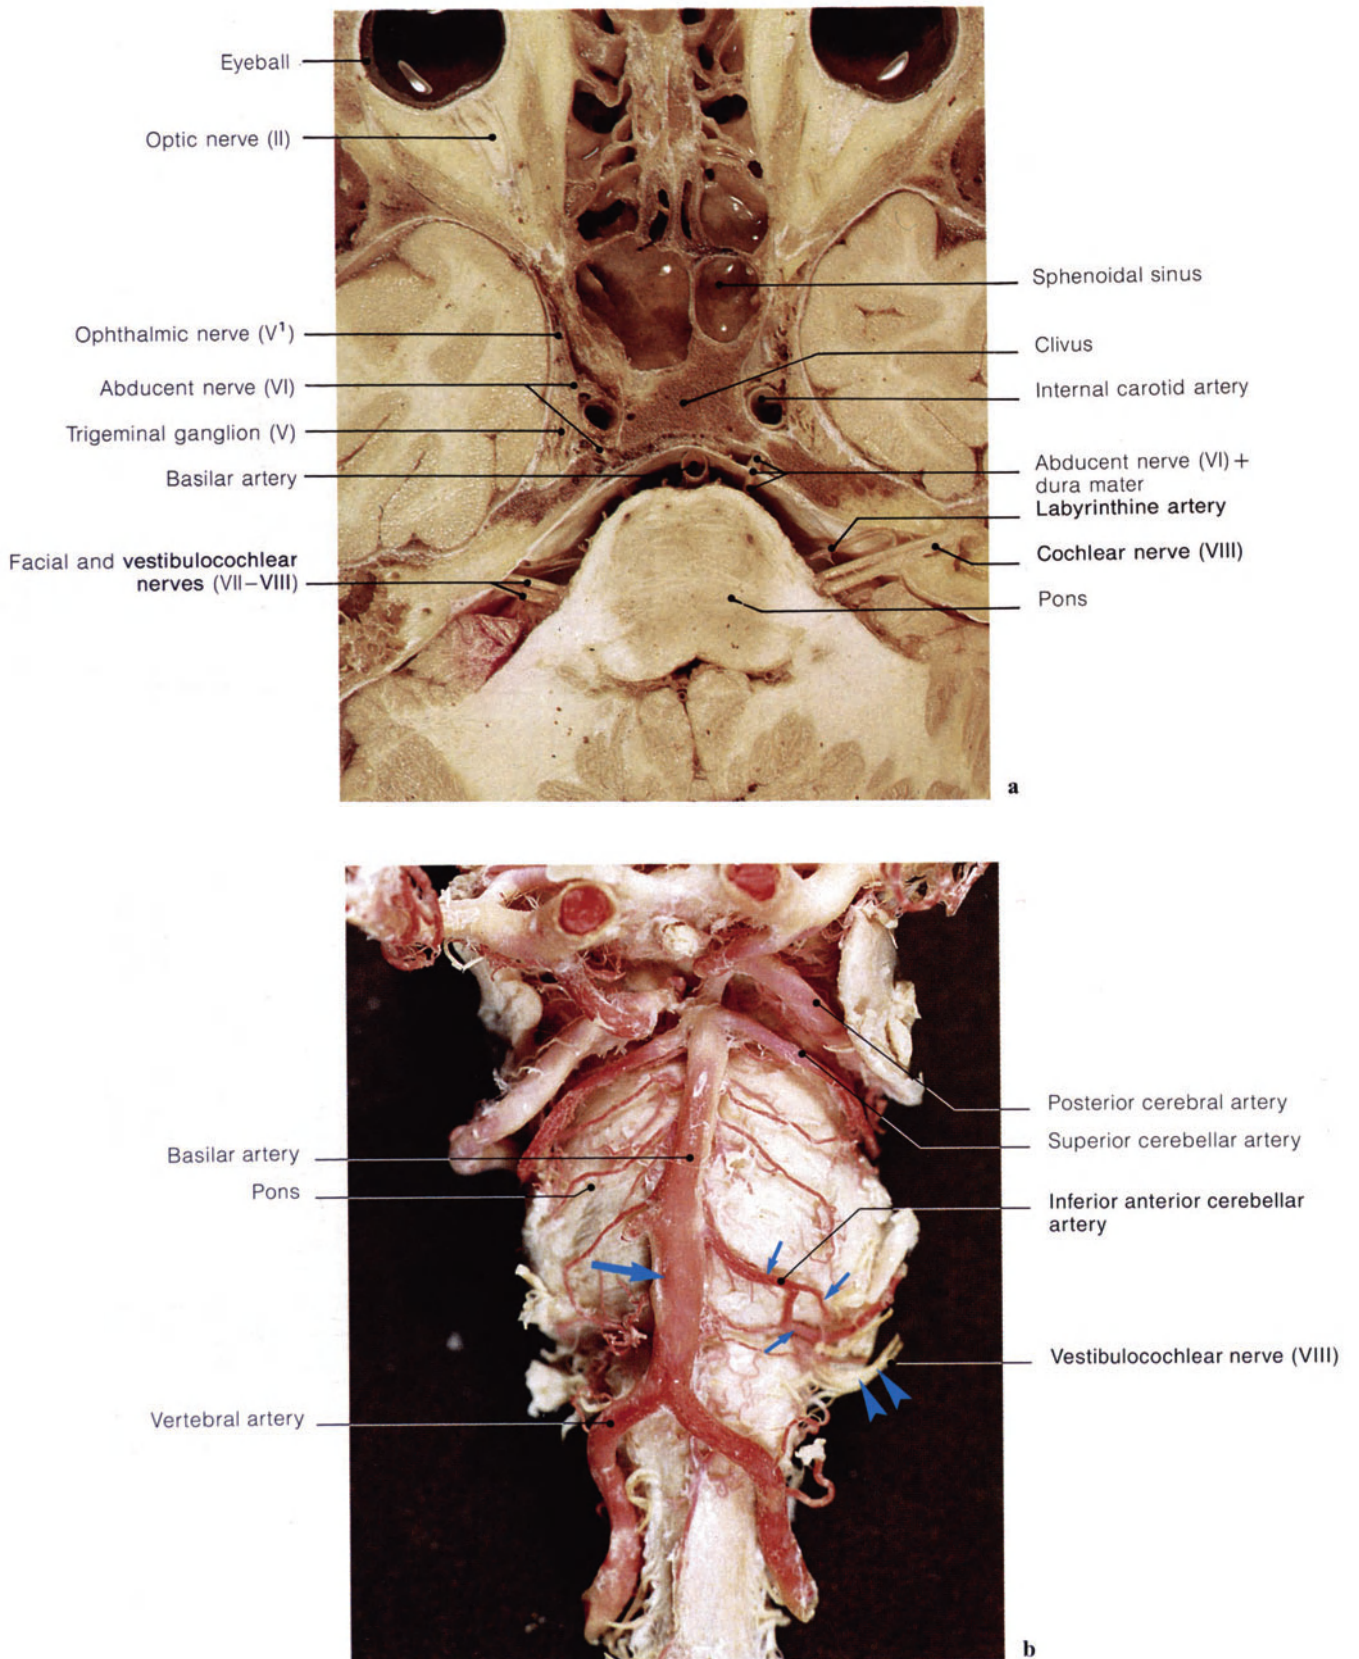 Eyeball
Optic nerve (II)
Ophthalmic nerve (V¹)
Abducent nerve (VI)
Trigeminal ganglion (V)
Basilar artery
Facial and vestibulocochlear
nerves (VII–VIII)
Sphenoidal sinus
Clivus
Internal carotid artery
Abducent nerve (VI) +
dura mater
Labyrinthine artery
Cochlear nerve (VIII)
Pons
a
Basilar artery
Pons
Vertebral artery
Posterior cerebral artery
Superior cerebellar artery
Inferior anterior cerebellar
artery
Vestibulocochlear nerve (VIII)
b